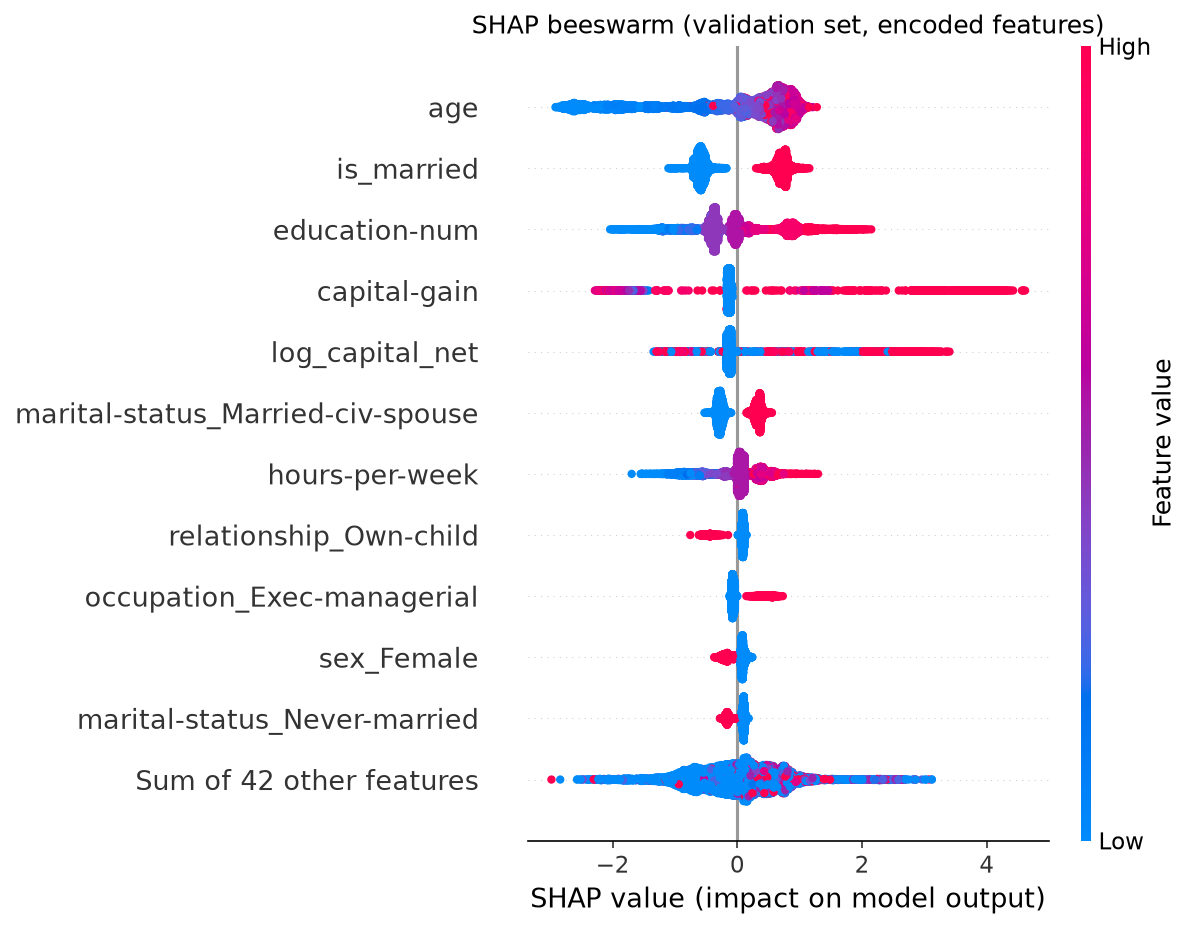 SHAP beeswarm (validation set, encoded features)
High
age
is_married
education-num
capital-gain
log_capital_net
marital-status_Married-civ-spouse
hours-per-week
relationship_Own-child
occupation_Exec-managerial
sex_Female
marital-status_Never-married
Sum of 42 other features
Feature value
Low
−2 0 2 4
SHAP value (impact on model output)